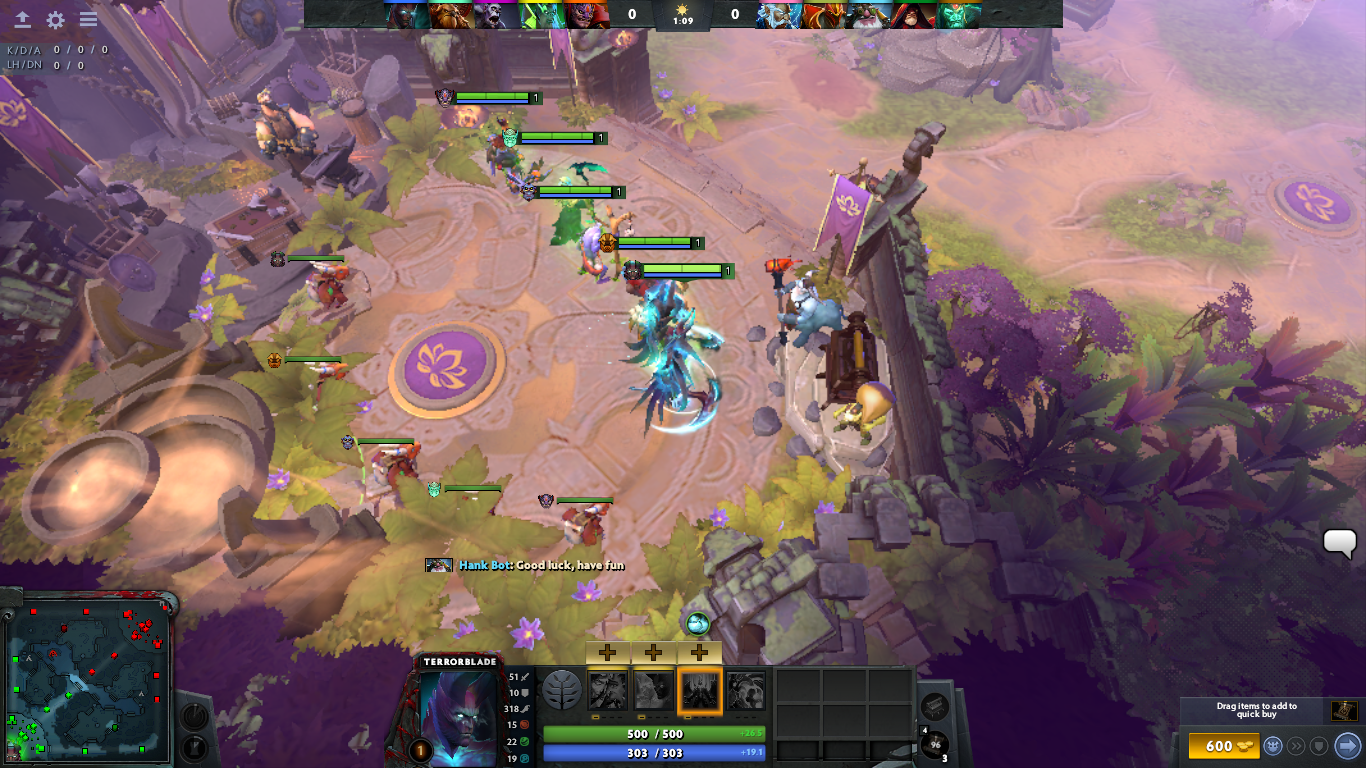 0 1:09 0
K/D/A 0 / 0 / 0
LH/DN 0 / 0
1
1
1
1
1
Hank Bot: Good luck, have fun
TERRORBLADE
51
10
318
15
22
19
1
500 / 500 +26.5
303 / 303 +19.1
4
96
3
Drag items to add to
quick buy
600